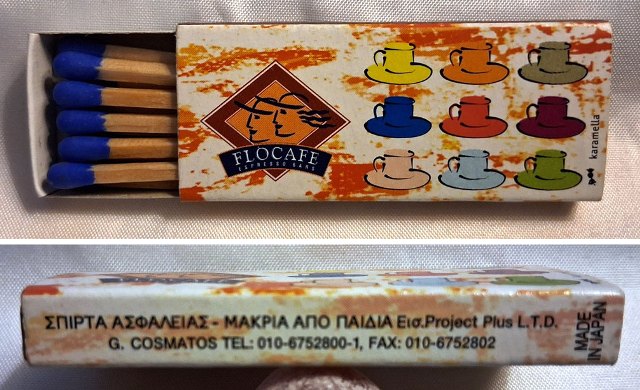 FLOCAFE
ESPRESSO BARS
karamella
ΣΠΙΡΤΑ ΑΣΦΑΛΕΙΑΣ - ΜΑΚΡΙΑ ΑΠΟ ΠΑΙΔΙΑ Εισ.Project Plus L.T.D.
G. COSMATOS TEL: 010-6752800-1, FAX: 010-6752802
MADE
IN JAPAN